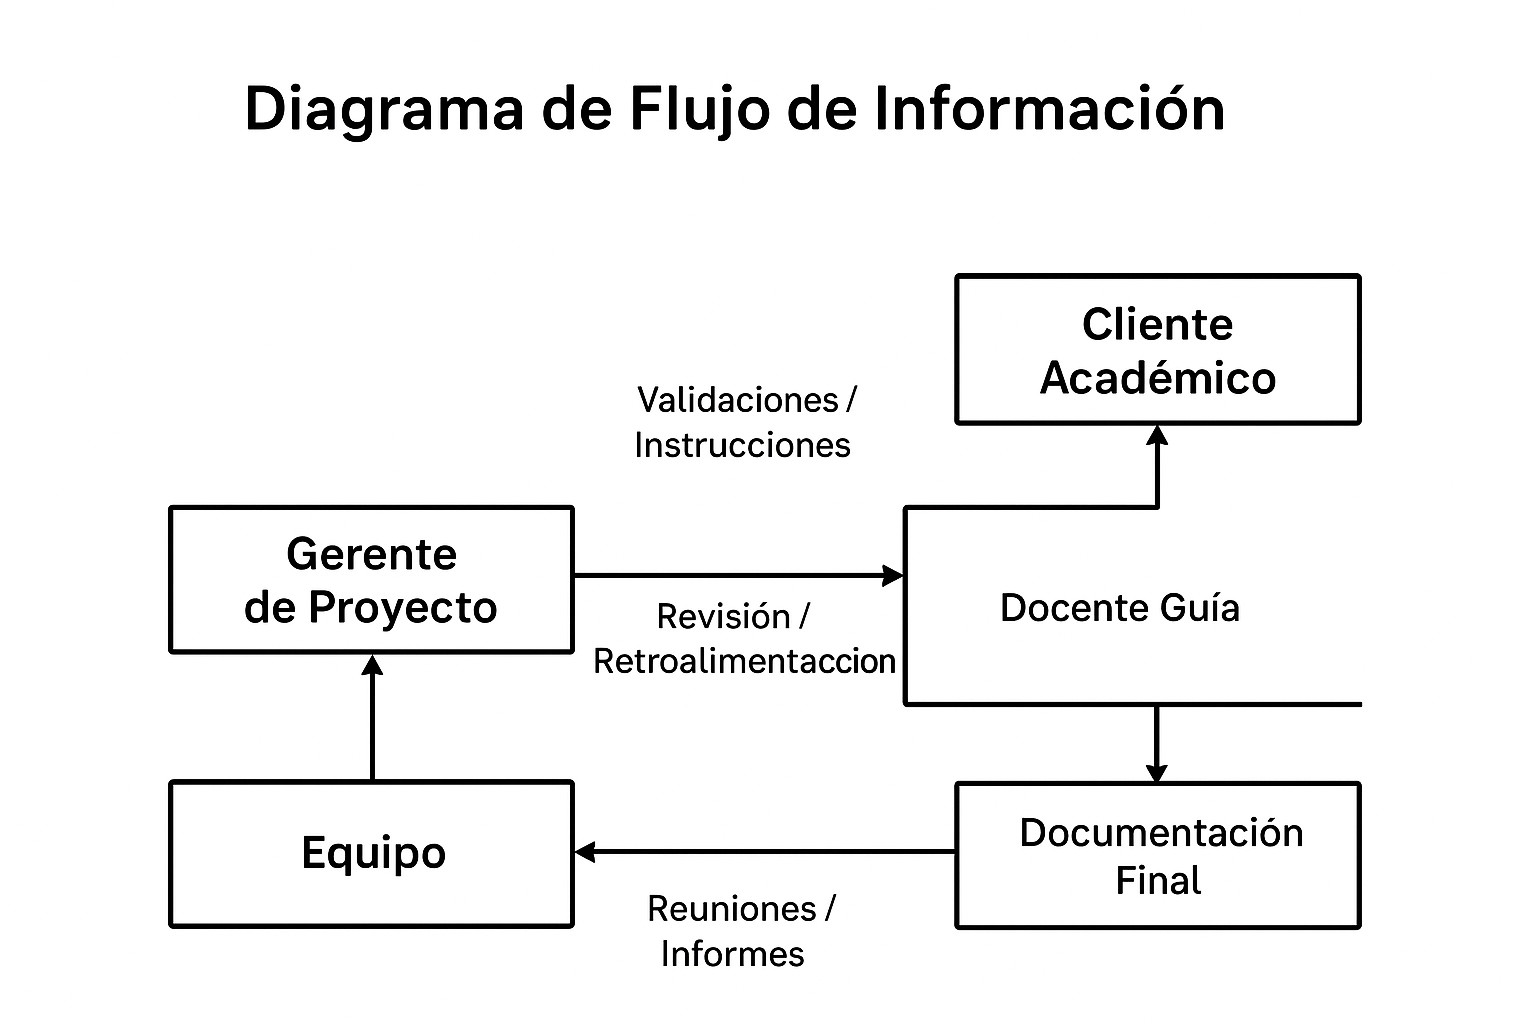 Diagrama de Flujo de Información
Cliente
Académico
Validaciones /
Instrucciones
Gerente
de Proyecto
Revisión /
Retroalimentaccion
Docente Guía
Equipo
Documentación
Final
Reuniones /
Informes